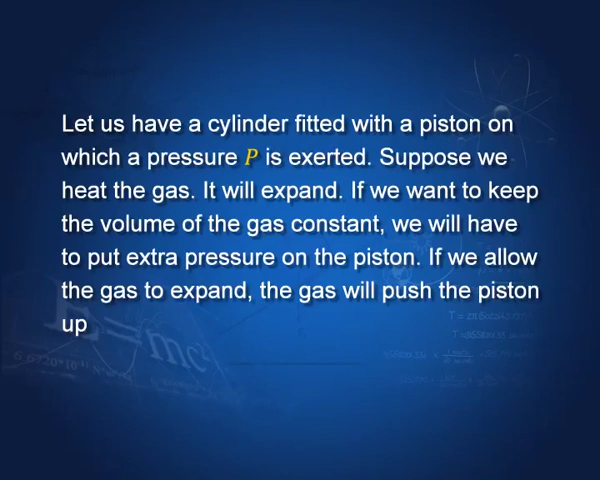 Let us have a cylinder fitted with a piston on
which a pressure P is exerted. Suppose we
heat the gas. It will expand. If we want to keep
the volume of the gas constant, we will have
to put extra pressure on the piston. If we allow
the gas to expand, the gas will push the piston
up
E=mc²